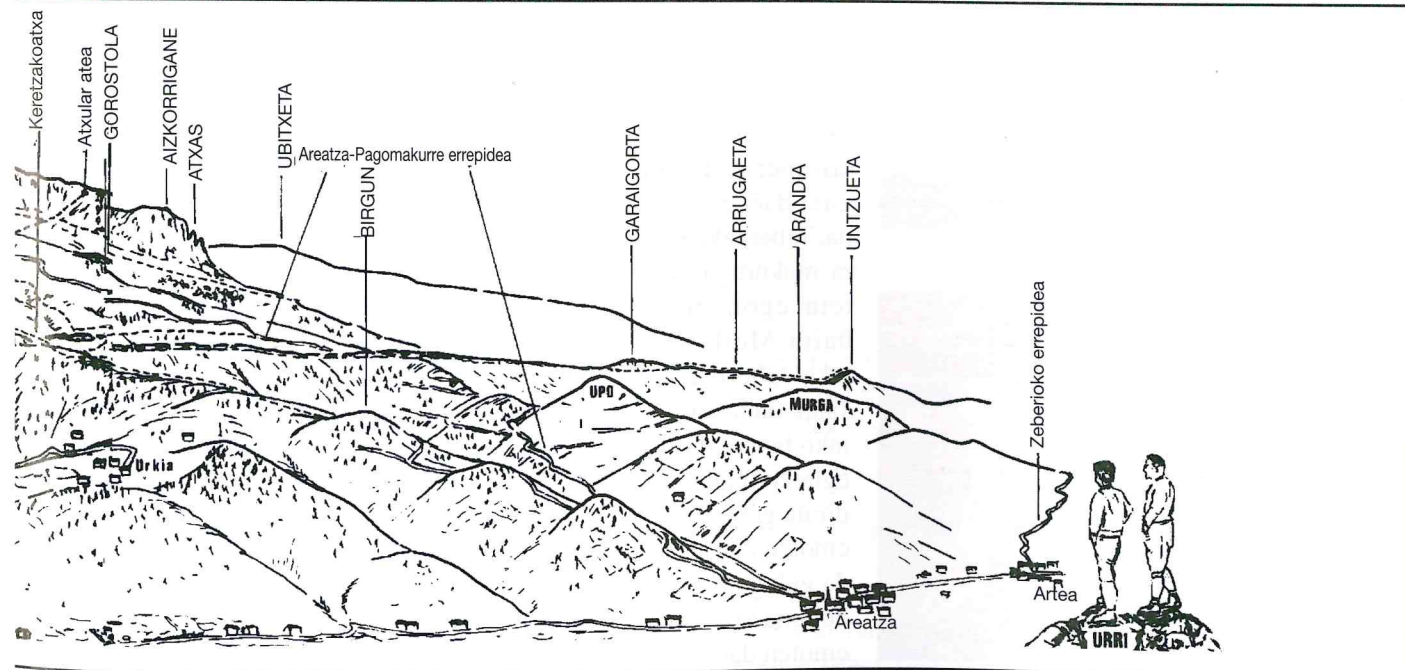 Keretzakoatxa
Atxular atea
GOROSTOLA
AIZKORRIGANE
ATXAS
UBITXETA
Areatza-Pagomakurre errepidea
BIRGUN
GARAIGORTA
ARRUGAETA
ARANDIA
UNTZUETA
UPO
MURGA
Zeberioko errepidea
Urkia
Artea
Areatza
URRI